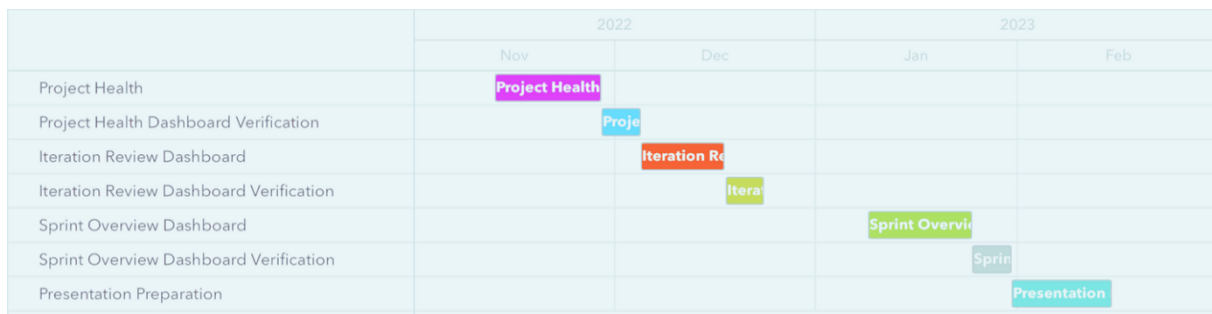 2022 2023
Nov Dec Jan Feb
Project Health Project Health
Project Health Dashboard Verification Proje
Iteration Review Dashboard Iteration Re
Iteration Review Dashboard Verification Itera
Sprint Overview Dashboard Sprint Overvie
Sprint Overview Dashboard Verification Sprin
Presentation Preparation Presentation